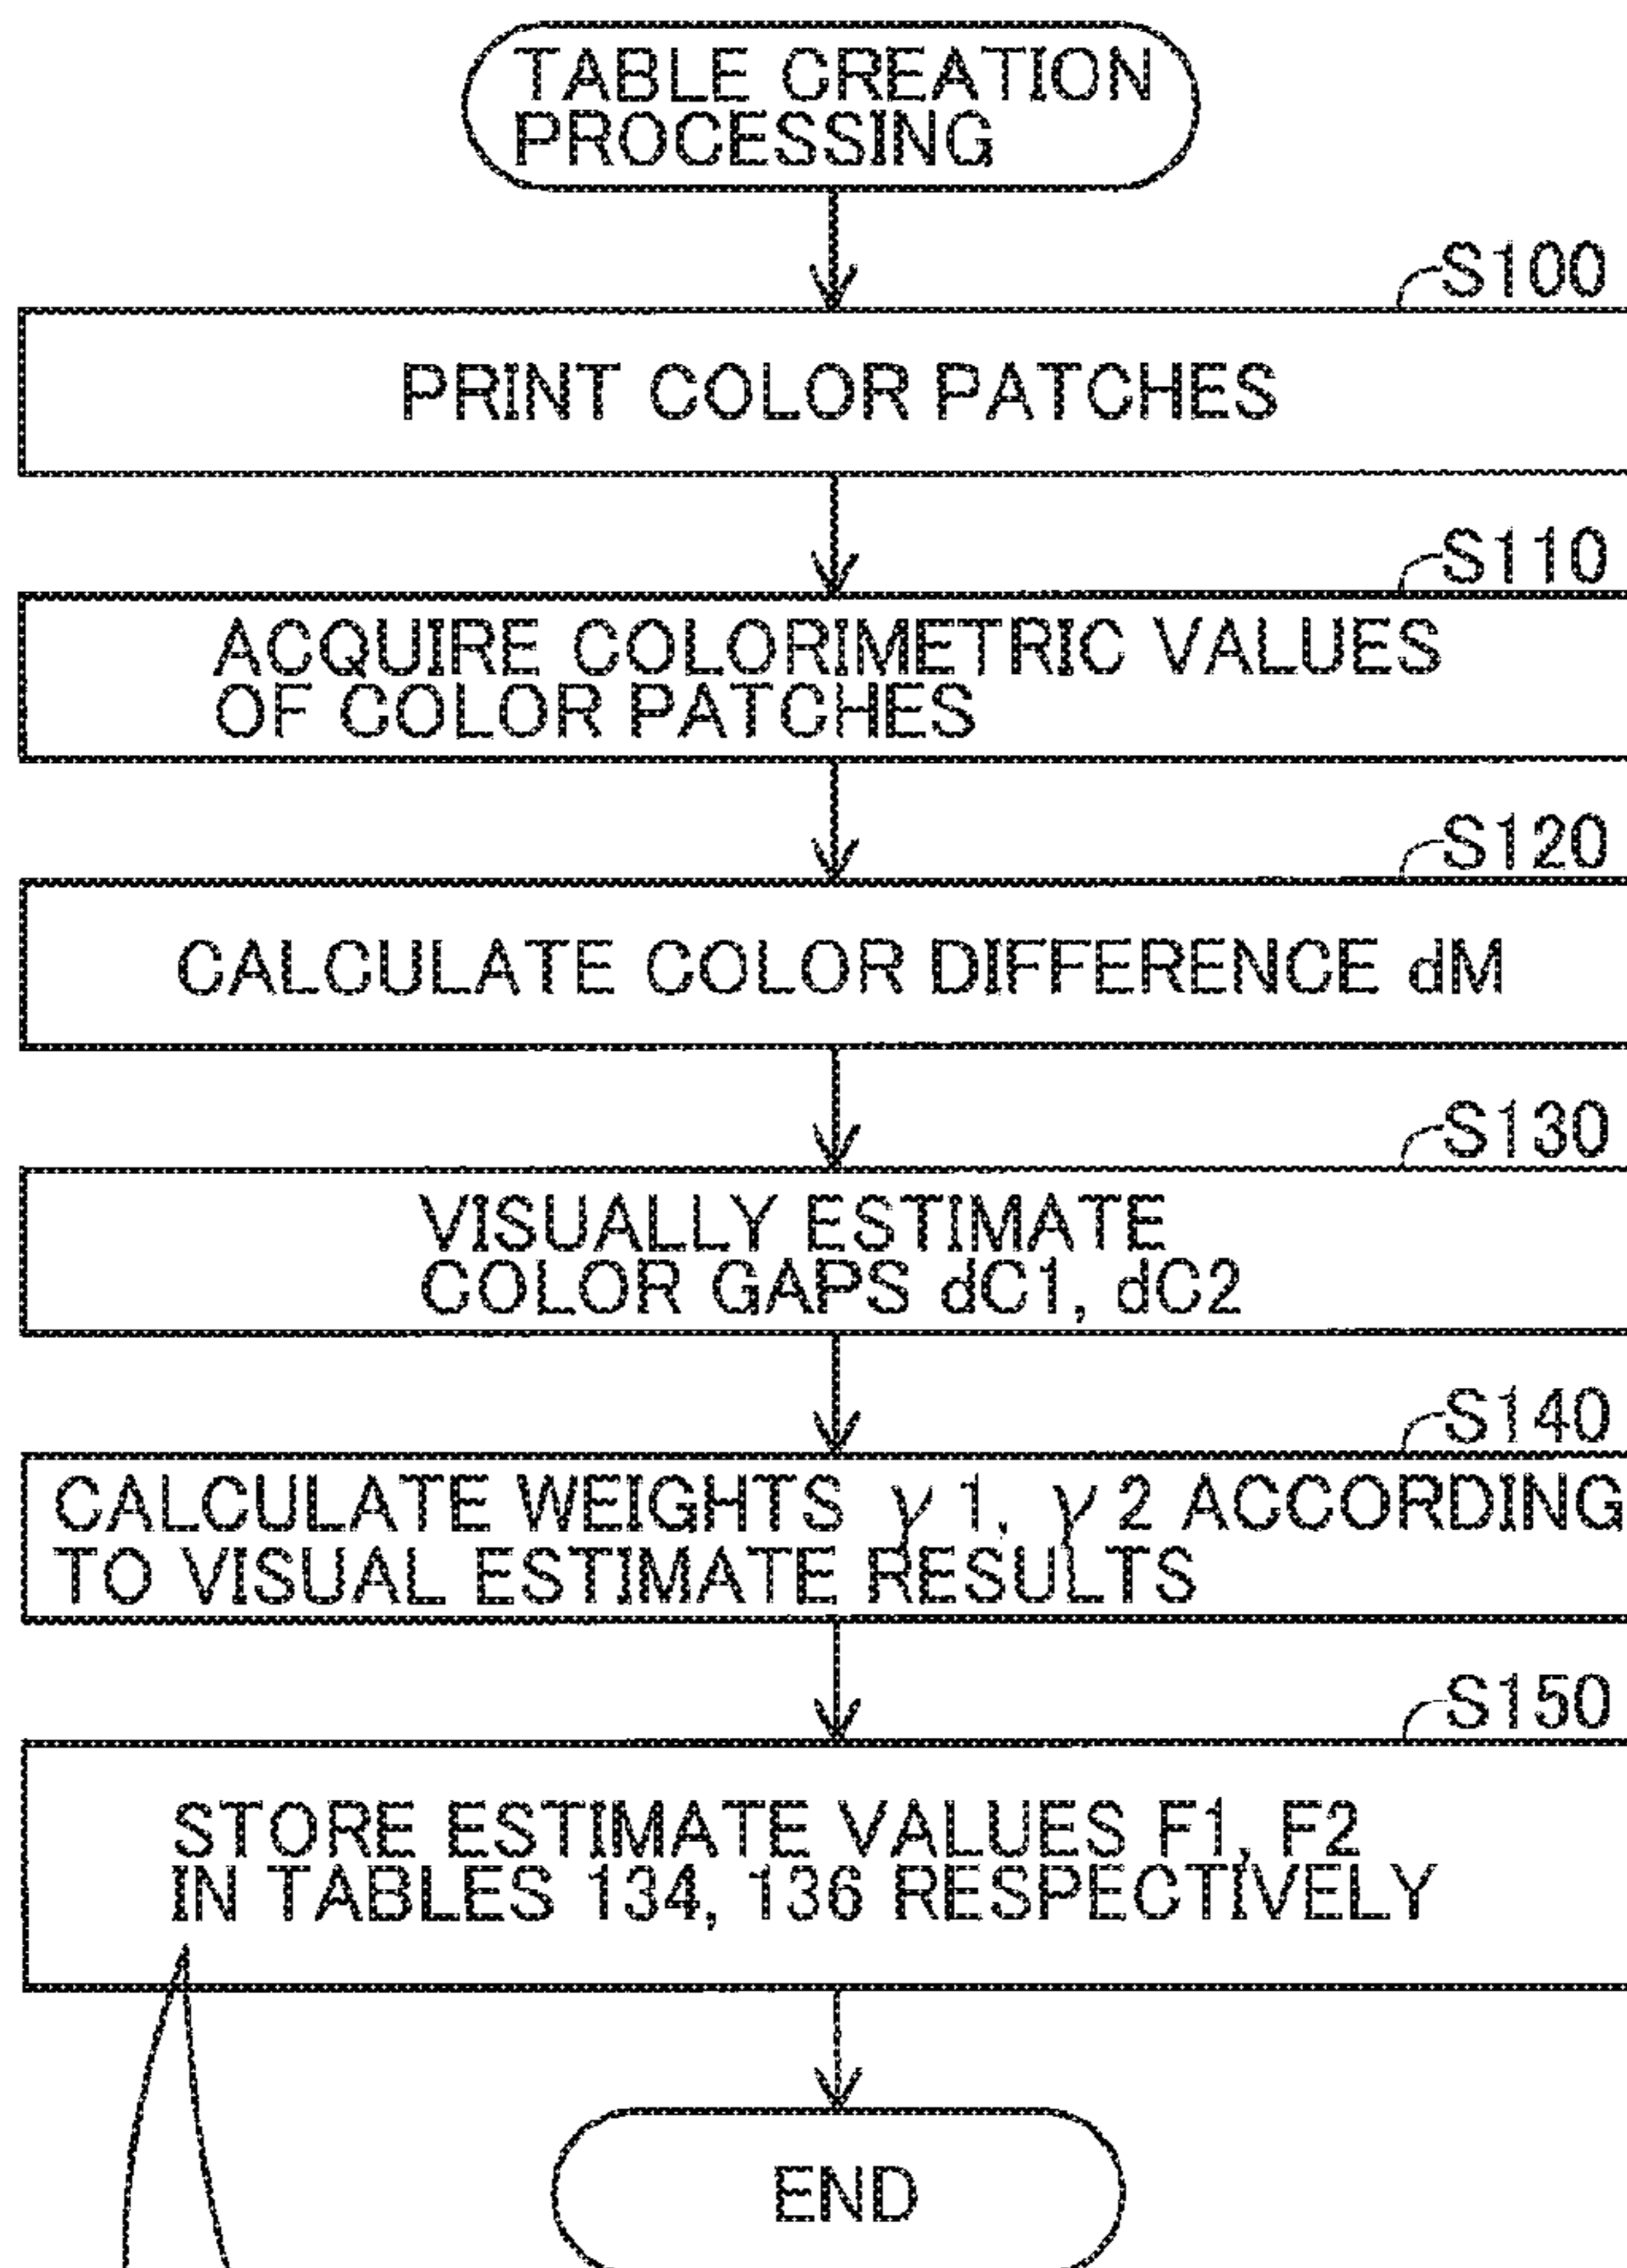 TABLE CREATION
PROCESSING
S100
PRINT COLOR PATCHES
S110
ACQUIRE COLORIMETRIC VALUES
OF COLOR PATCHES
S120
CALCULATE COLOR DIFFERENCE dM
S130
VISUALLY ESTIMATE
COLOR GAPS dC1, dC2
S140
CALCULATE WEIGHTS γ1, γ2 ACCORDING
TO VISUAL ESTIMATE RESULTS
S150
STORE ESTIMATE VALUES F1, F2
IN TABLES 134, 136 RESPECTIVELY
END